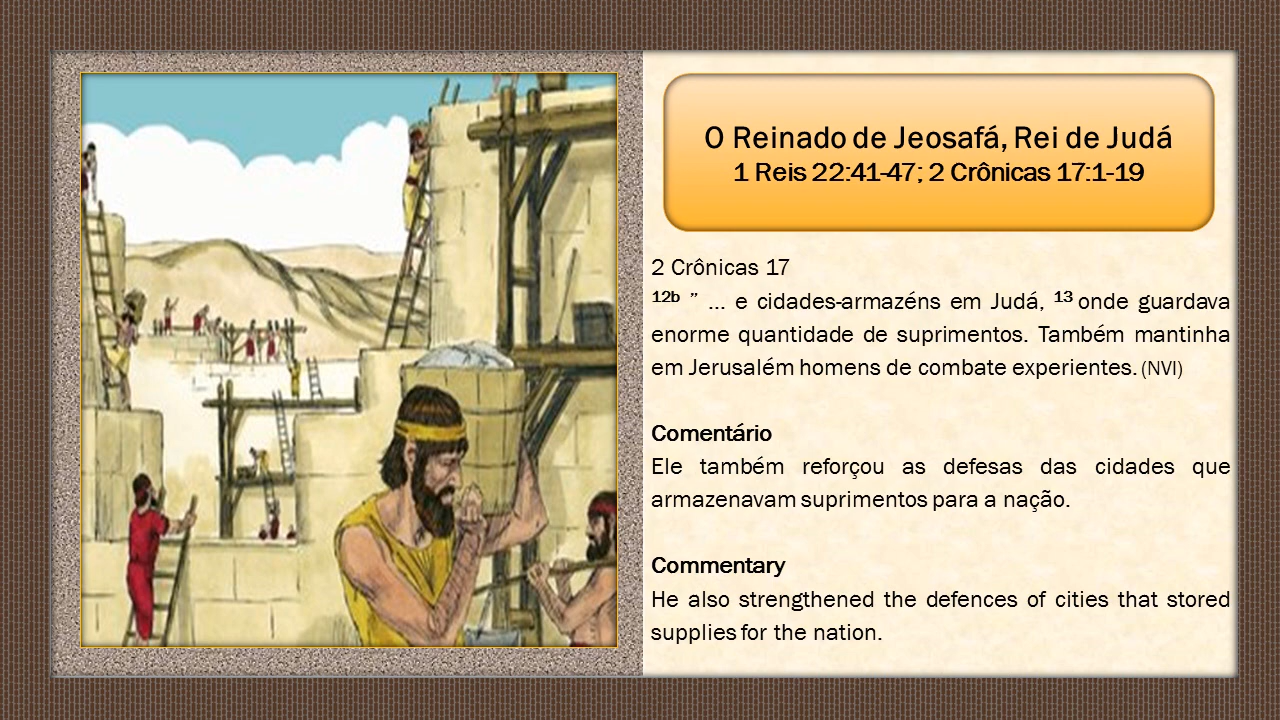 O Reinado de Jeosafá, Rei de Judá
1 Reis 22:41-47; 2 Crônicas 17:1-19
2 Crônicas 17
12b ” ... e cidades-armazéns em Judá, 13 onde guardava
enorme quantidade de suprimentos. Também mantinha
em Jerusalém homens de combate experientes. (NVI)
Comentário
Ele também reforçou as defesas das cidades que
armazenavam suprimentos para a nação.
Commentary
He also strengthened the defences of cities that stored
supplies for the nation.